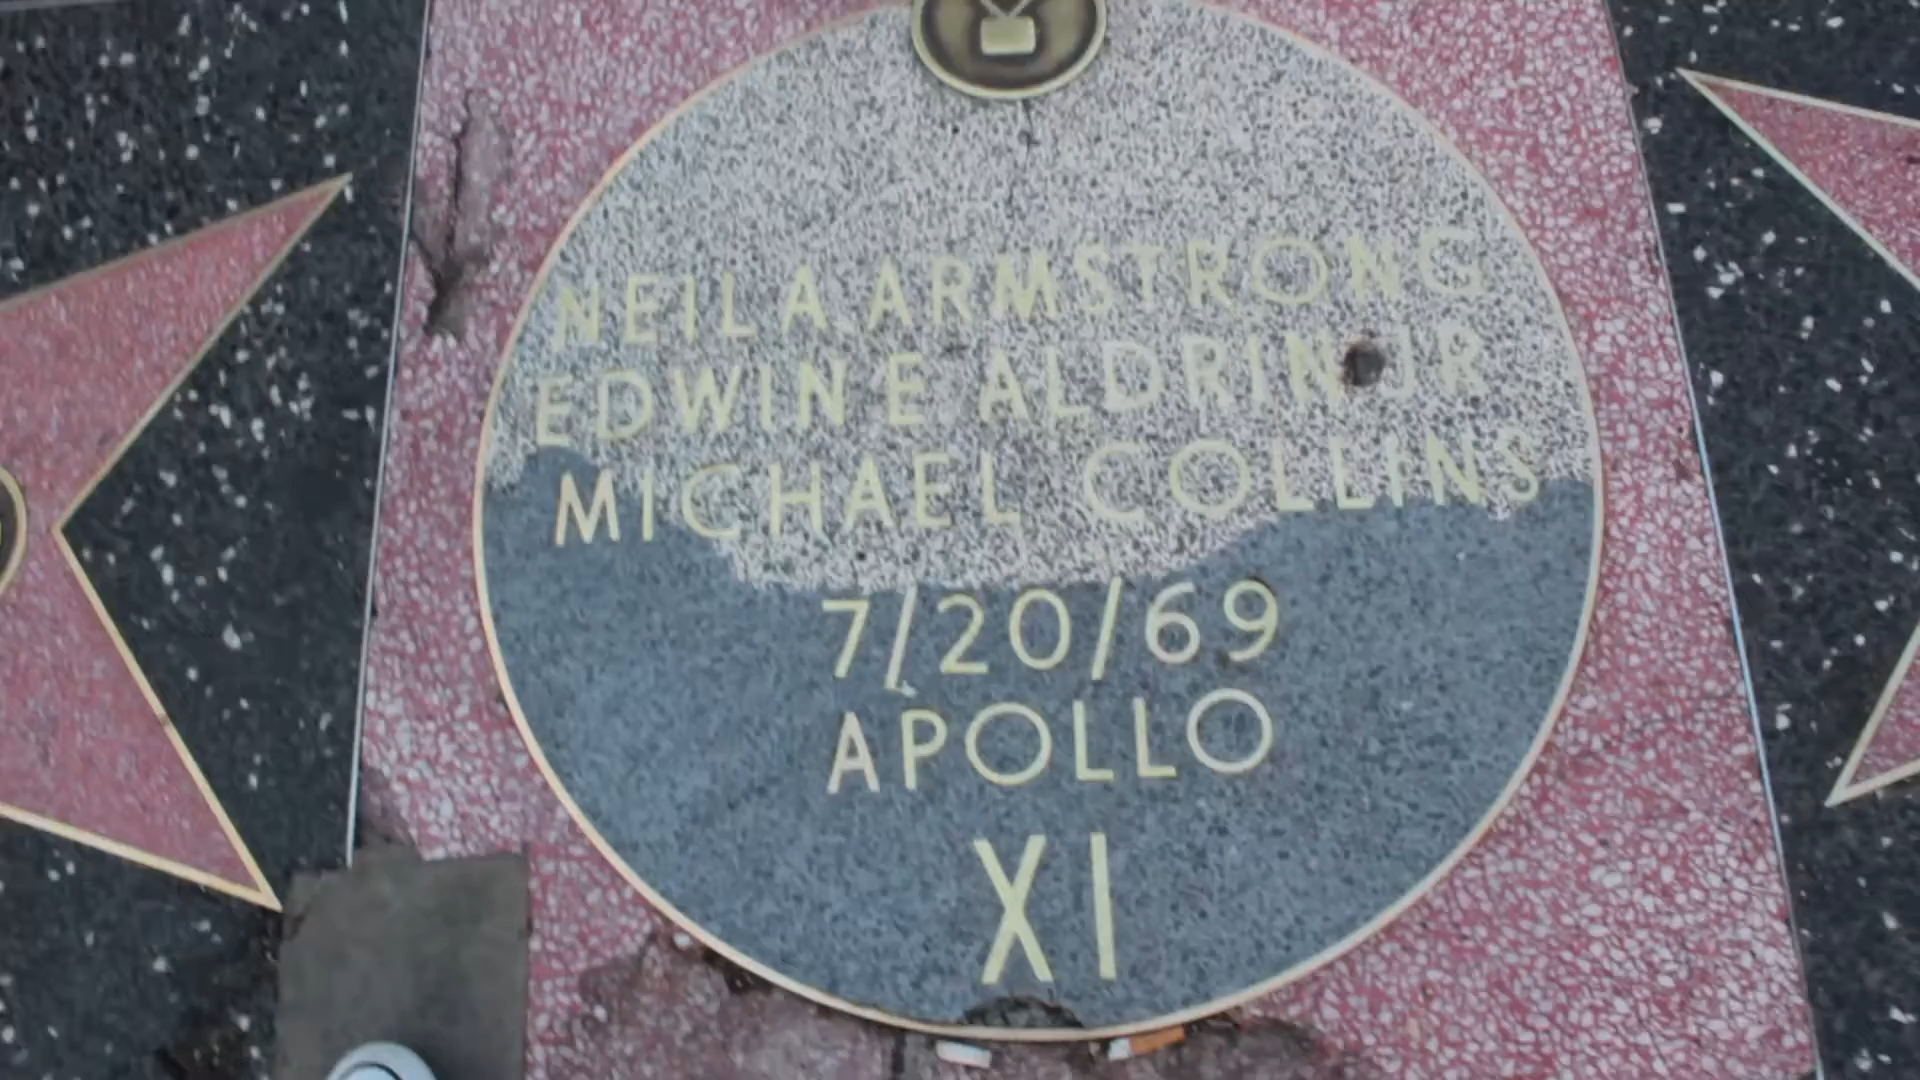 NEIL A ARMSTRONG
EDWIN E ALDRIN JR
MICHAEL COLLINS
7/20/69
APOLLO
XI